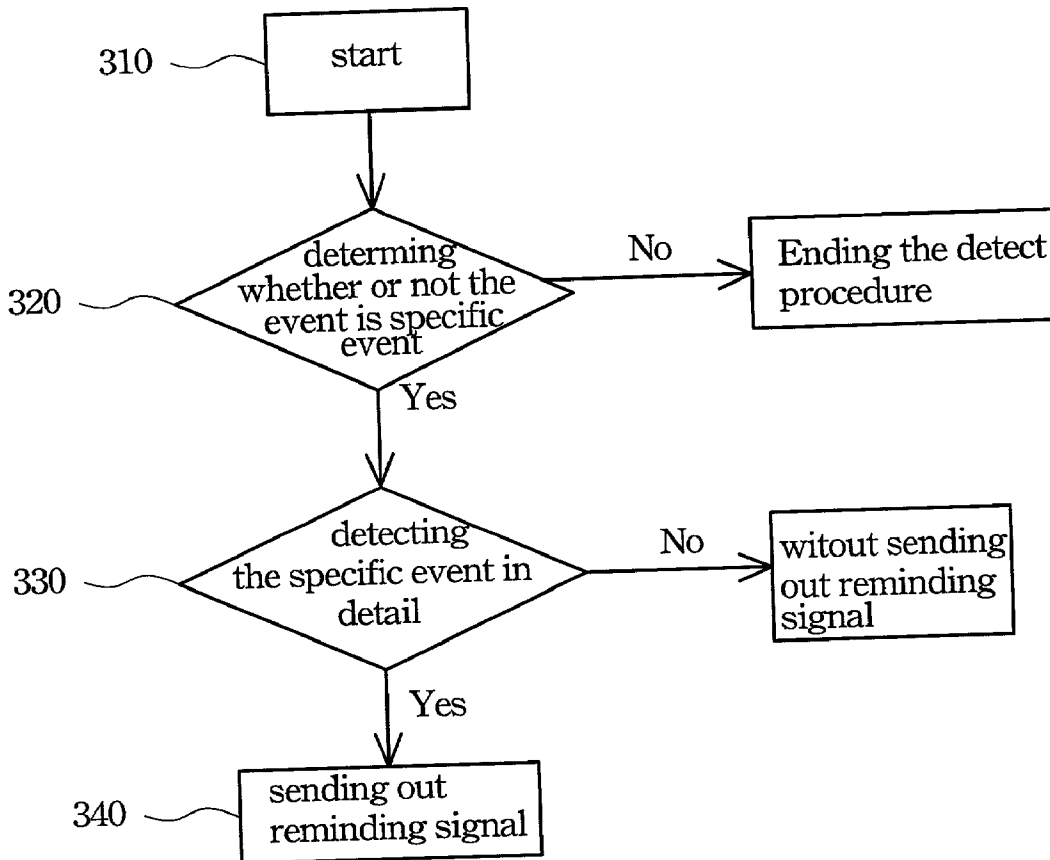 310
start
320
determing
whether or not the
event is specific
event
No
Ending the detect
procedure
Yes
330
detecting
the specific event in
detail
No
witout sending
out reminding
signal
Yes
340
sending out
reminding signal